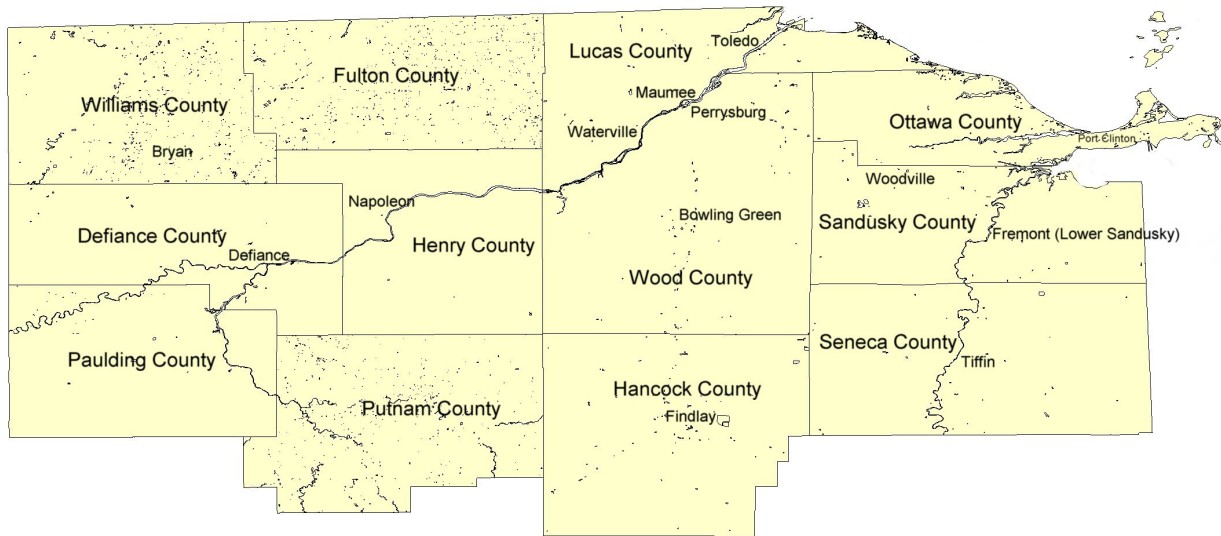 Toledo
Lucas County
Fulton County
Maumee
Williams County
Perrysburg
Ottawa County
Waterville
Port Clinton
Bryan
Woodville
Napoleon
Bowling Green
Sandusky County
Fremont (Lower Sandusky)
Defiance County
Henry County
Defiance
Wood County
Seneca County
Paulding County
Tiffin
Hancock County
Putnam County
Findlay